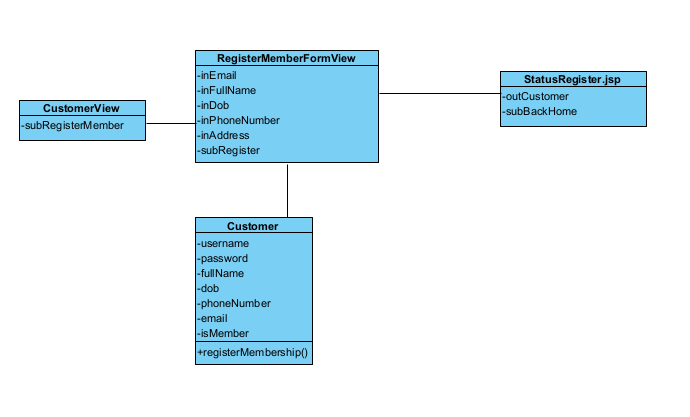 CustomerView
-subRegisterMember
RegisterMemberFormView
-inEmail
-inFullName
-inDob
-inPhoneNumber
-inAddress
-subRegister
StatusRegister.jsp
-outCustomer
-subBackHome
Customer
-username
-password
-fullName
-dob
-phoneNumber
-email
-isMember
+registerMembership()